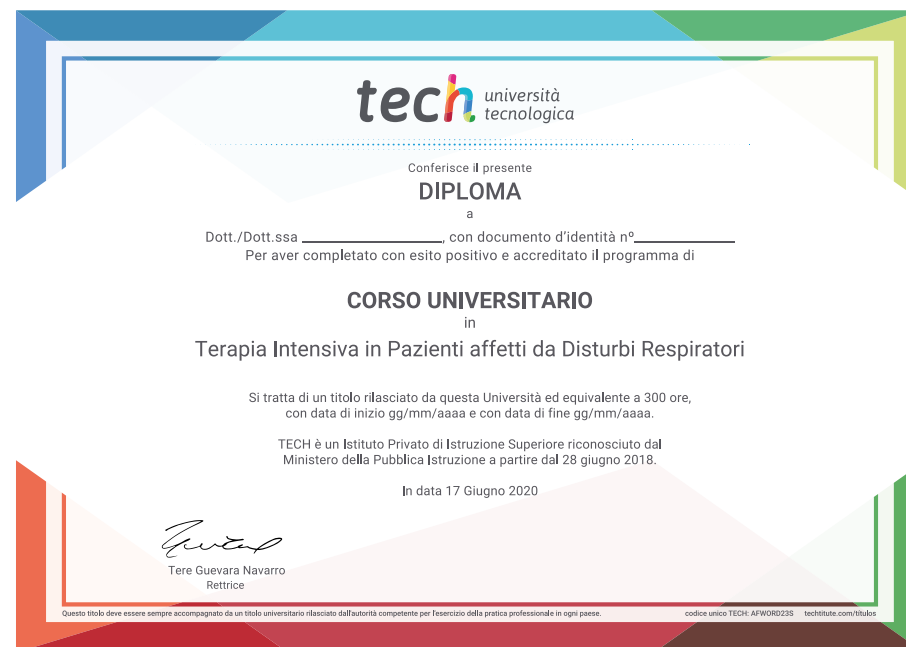 tech università
tecnologica
Conferisce il presente
DIPLOMA
a
Dott./Dott.ssa ____________________, con documento d'identità nº______________
Per aver completato con esito positivo e accreditato il programma di
CORSO UNIVERSITARIO
in
Terapia Intensiva in Pazienti affetti da Disturbi Respiratori
Si tratta di un titolo rilasciato da questa Università ed equivalente a 300 ore,
con data di inizio gg/mm/aaaa e con data di fine gg/mm/aaaa.
TECH è un Istituto Privato di Istruzione Superiore riconosciuto dal
Ministero della Pubblica Istruzione a partire dal 28 giugno 2018.
In data 17 Giugno 2020
Tere Guevara Navarro
Rettrice
Questo titolo deve essere sempre accompagnato da un titolo universitario rilasciato dall'autorità competente per l'esercizio della pratica professionale in ogni paese. codice unico TECH: AFWORD23S techtitute.com/titulos